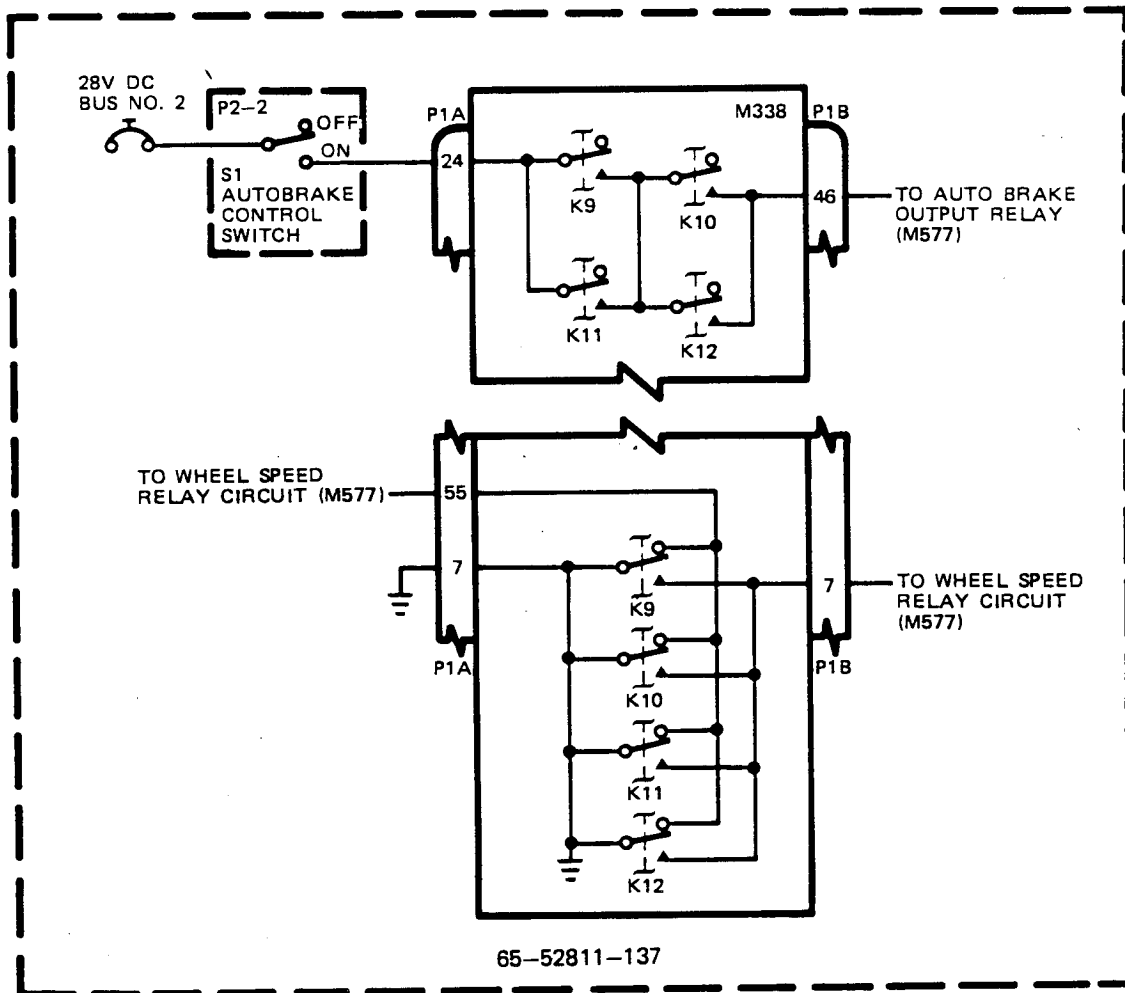 28V DC
BUS NO. 2
P2-2
OFF
ON
S1
AUTOBRAKE
CONTROL
SWITCH
P1A
24
M338
P1B
K9
K10
46
TO AUTO BRAKE
OUTPUT RELAY
(M577)
K11
K12
TO WHEEL SPEED
RELAY CIRCUIT (M577)
55
7
K9
7
TO WHEEL SPEED
RELAY CIRCUIT
(M577)
P1A
P1B
K10
K11
K12
65-52811-137